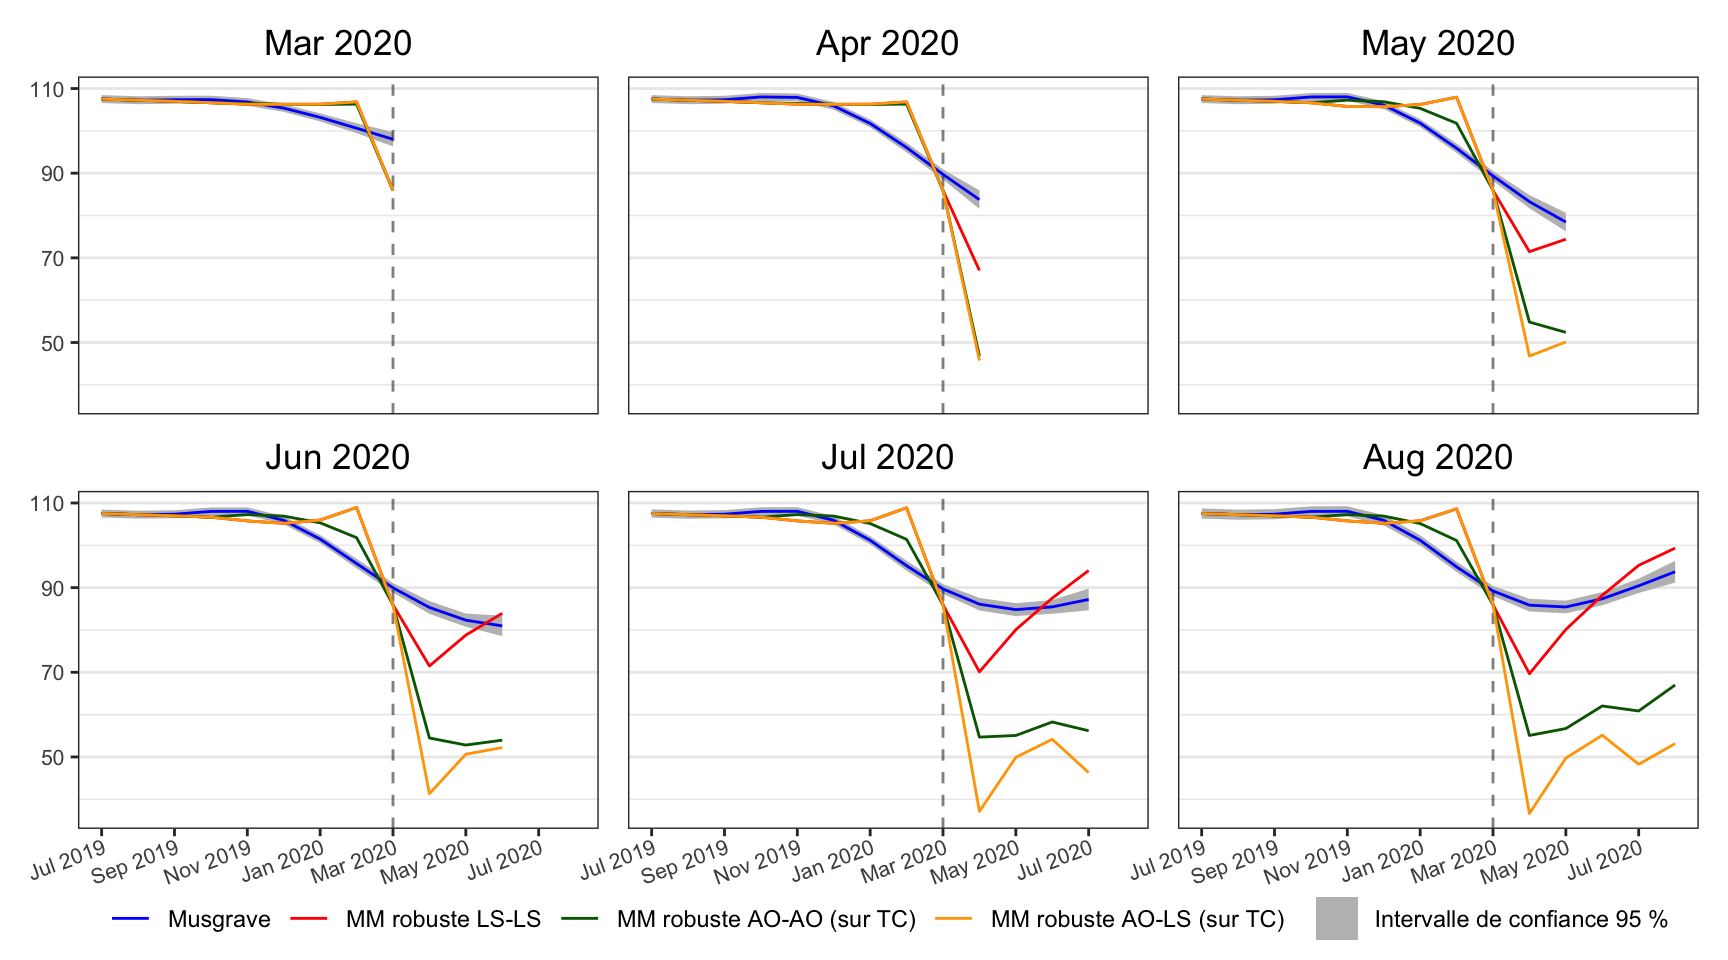 Mar 2020
Apr 2020
May 2020
110
90
70
50
Jun 2020
Jul 2020
Aug 2020
110
90
70
50
Jul 2019 Sep 2019 Nov 2019 Jan 2020 Mar 2020 May 2020 Jul 2020
Jul 2019 Sep 2019 Nov 2019 Jan 2020 Mar 2020 May 2020 Jul 2020
Jul 2019 Sep 2019 Nov 2019 Jan 2020 Mar 2020 May 2020 Jul 2020
Musgrave MM robuste LS-LS MM robuste AO-AO (sur TC) MM robuste AO-LS (sur TC) Intervalle de confiance 95 %